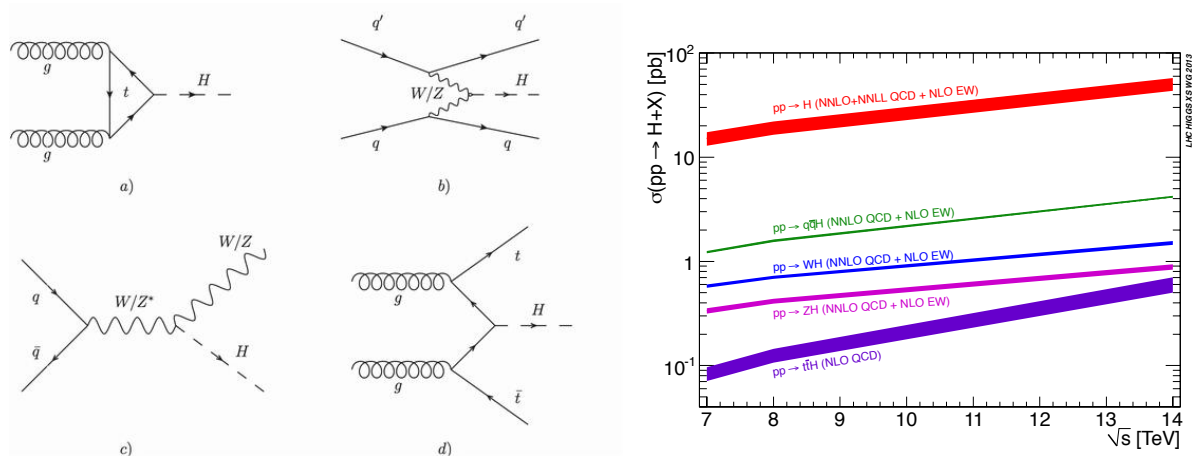 g
t
H
g
a)
q′
q′
W/Z
H
q
q
b)
q
W/Z*
W/Z
q̄
H
c)
g
t
H
g
t̄
d)
σ(pp → H+X) [pb]
10²
10
1
10⁻¹
pp → H (NNLO+NNLL QCD + NLO EW)
pp → qq̄H (NNLO QCD + NLO EW)
pp → WH (NNLO QCD + NLO EW)
pp → ZH (NNLO QCD + NLO EW)
pp → tt̄H (NLO QCD)
7 8 9 10 11 12 13 14
√s [TeV]
LHC HIGGS XS WG 2013